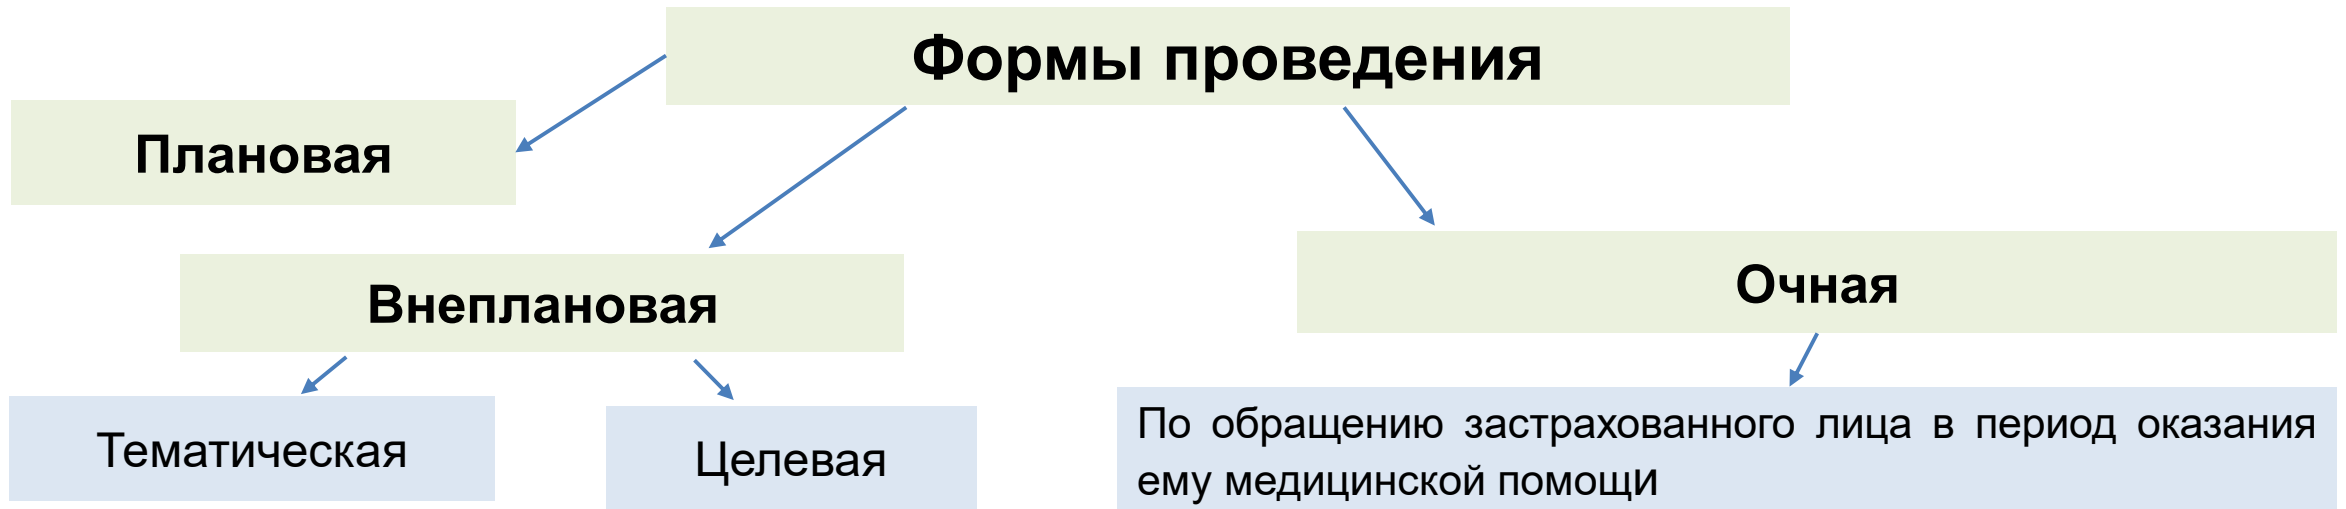 Формы проведения
Плановая
Внеплановая
Очная
Тематическая
Целевая
По обращению застрахованного лица в период оказания
ему медицинской помощи